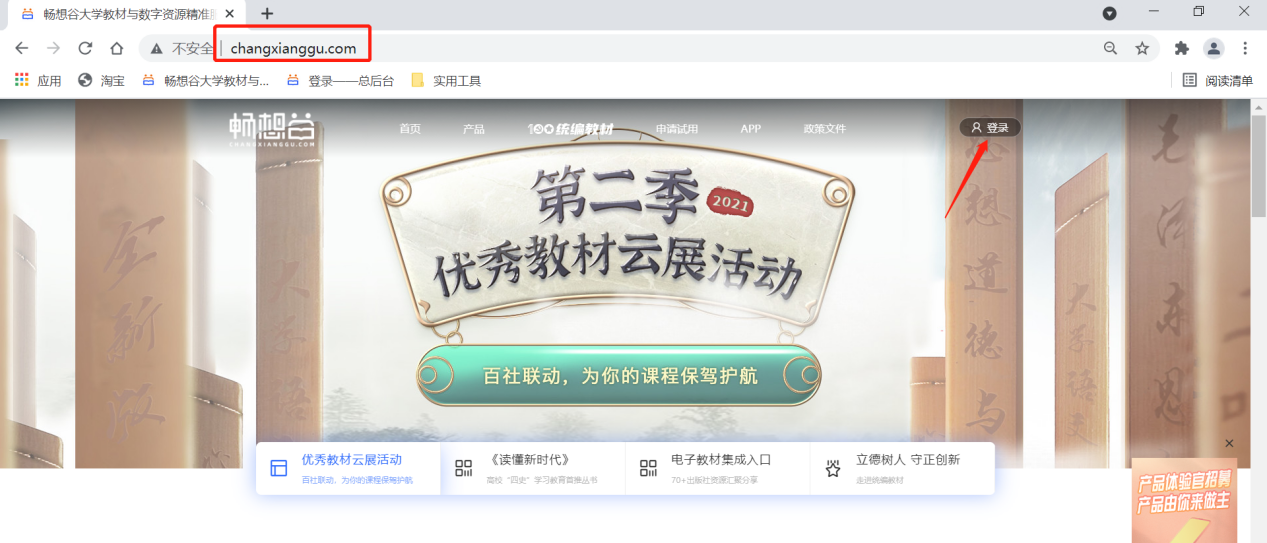 畅想谷大学教材与数字资源精准服
不安全
changxianggu.com
应用
淘宝
畅想谷大学教材与...
登录——总后台
实用工具
阅读清单
畅想谷
CHANGXIANGGU.COM
首页
产品
100统编教材
申请试用
APP
政策文件
登录
第二季
2021
优秀教材云展活动
百社联动，为你的课程保驾护航
优秀教材云展活动
百社联动，为你的课程保驾护航
《读懂新时代》
高校“四史”学习教育首推丛书
电子教材集成入口
70+出版社资源汇聚分享
立德树人 守正创新
走进统编教材
产品体验官招募
产品由你来做主